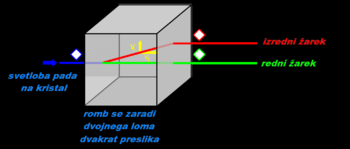 izredni žarek
redni žarek
svetloba pada
na kristal
romb se zaradi
dvojnega loma
dvakrat preslika